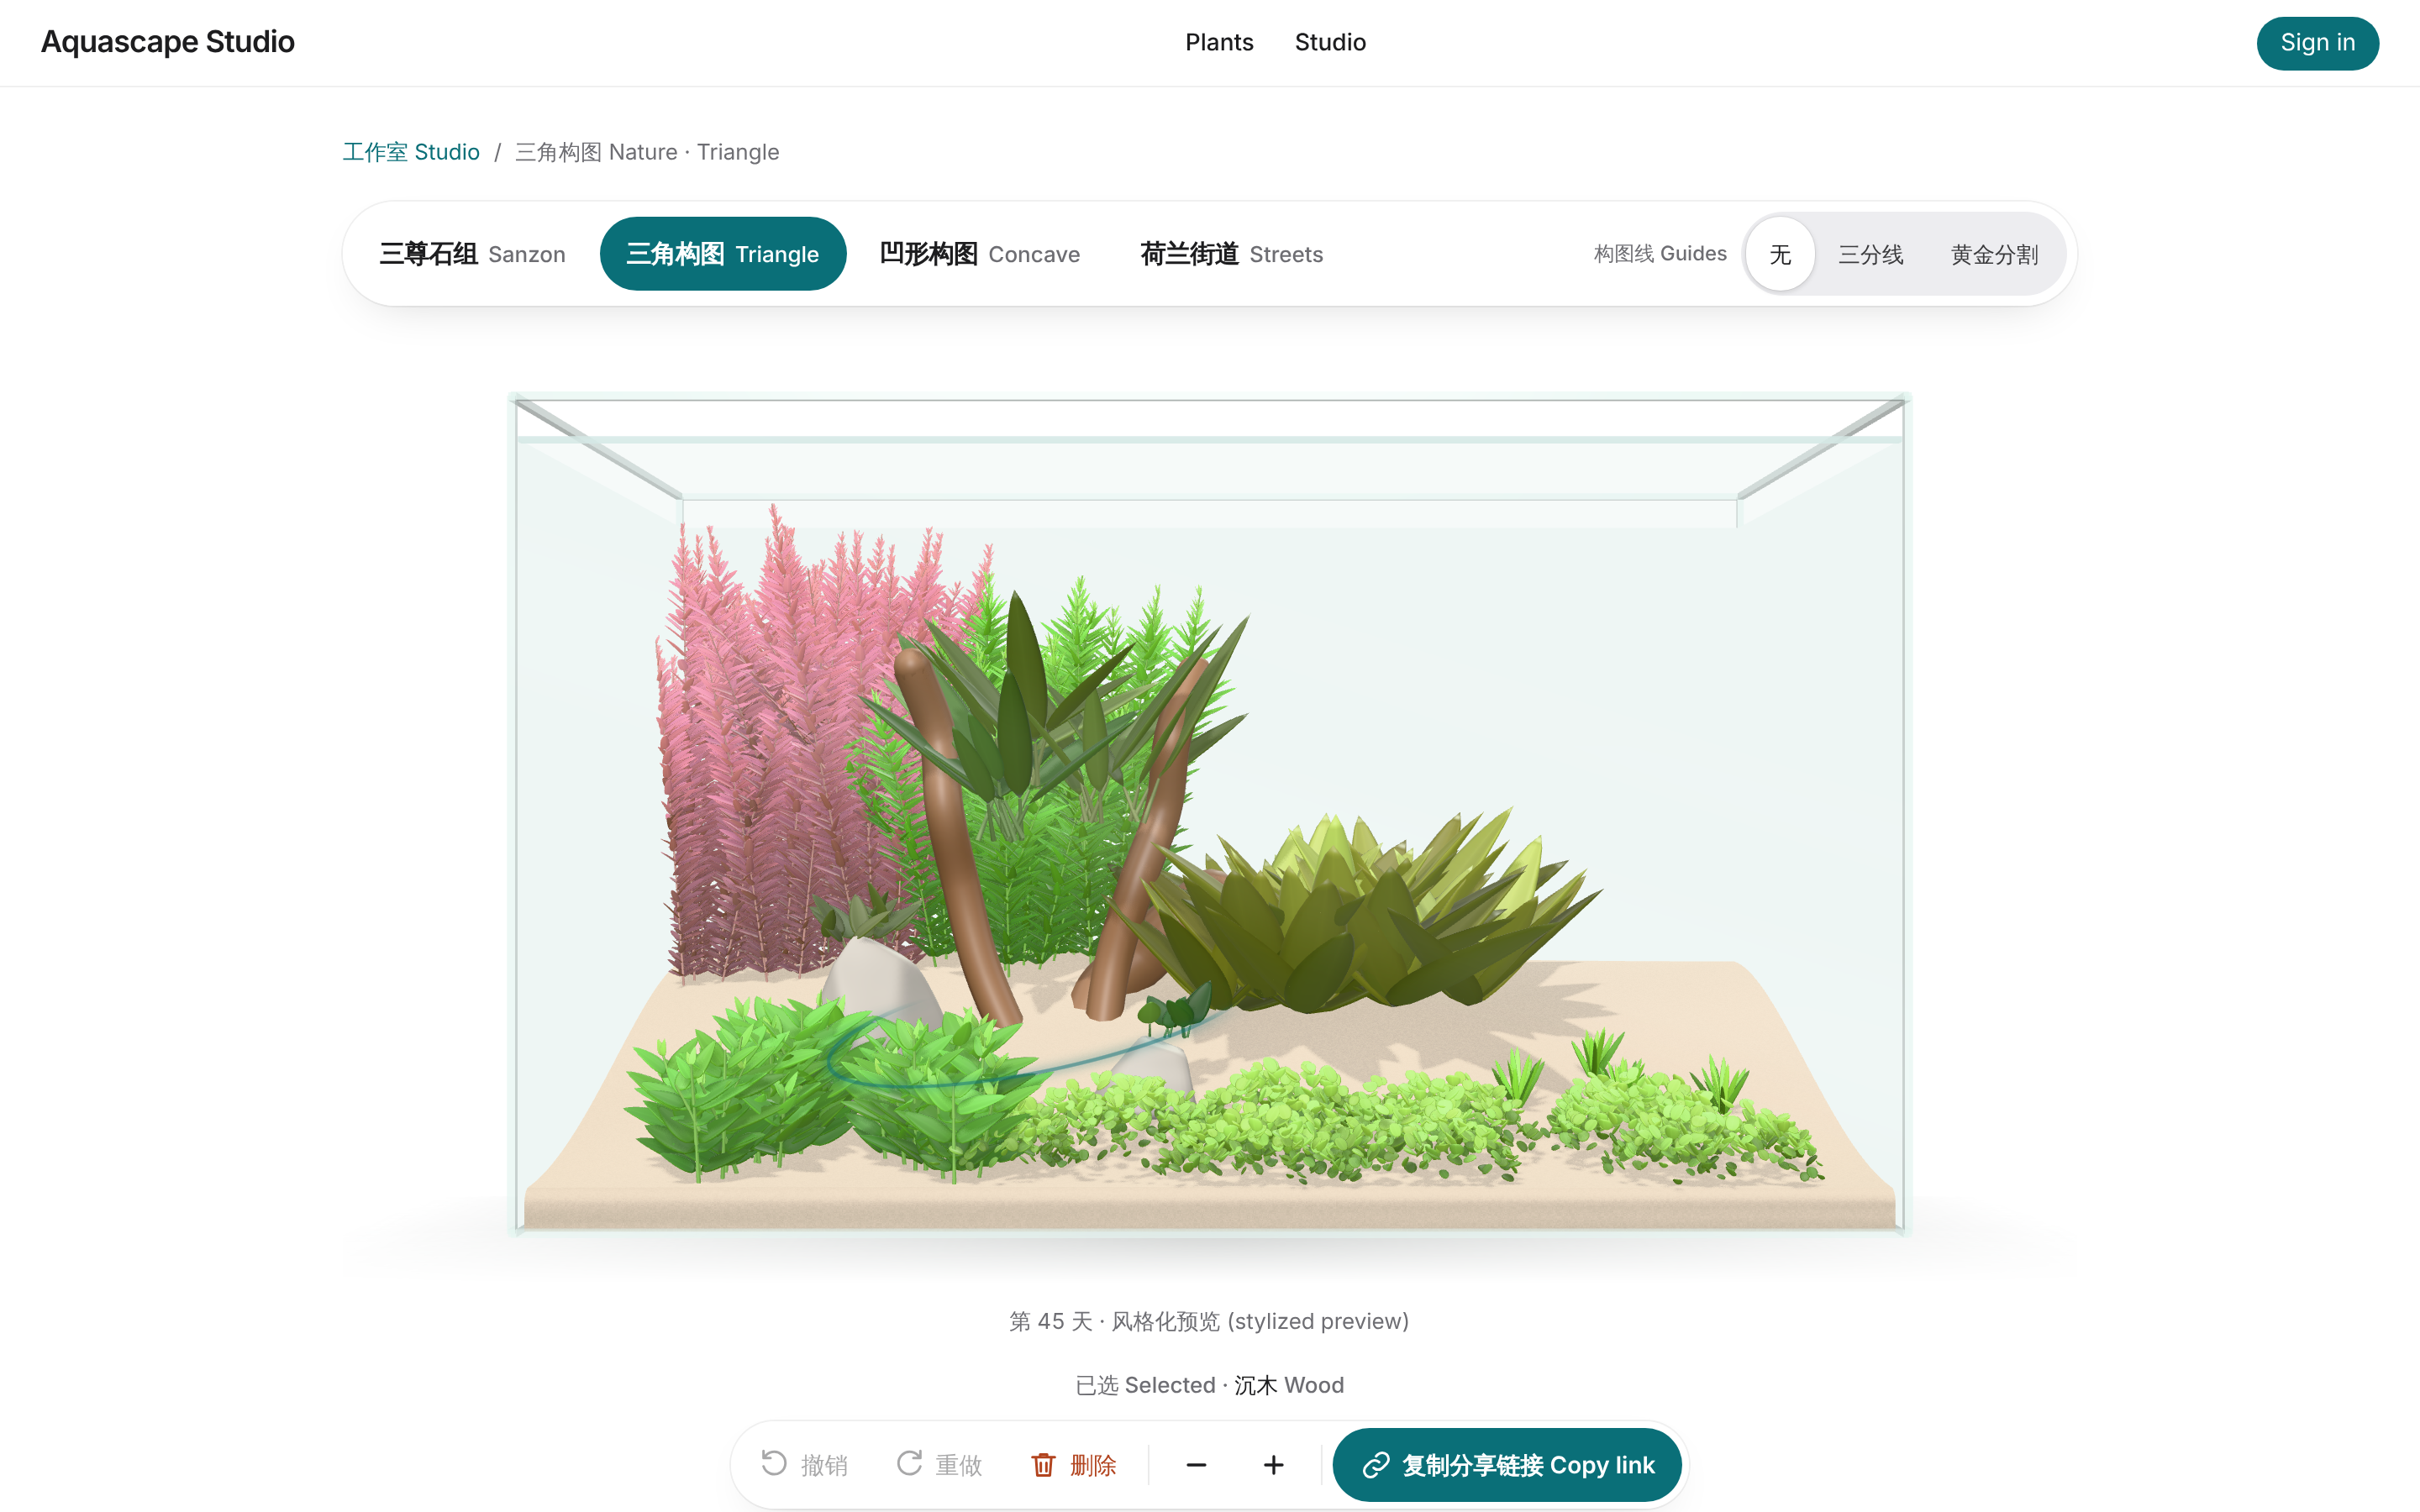 Aquascape Studio
Plants
Studio
Sign in
工作室 Studio / 三角构图 Nature · Triangle
三尊石组 Sanzon
三角构图 Triangle
凹形构图 Concave
荷兰街道 Streets
构图线 Guides
无
三分线
黄金分割
第 45 天 · 风格化预览 (stylized preview)
已选 Selected · 沉木 Wood
撤销
重做
删除
复制分享链接 Copy link